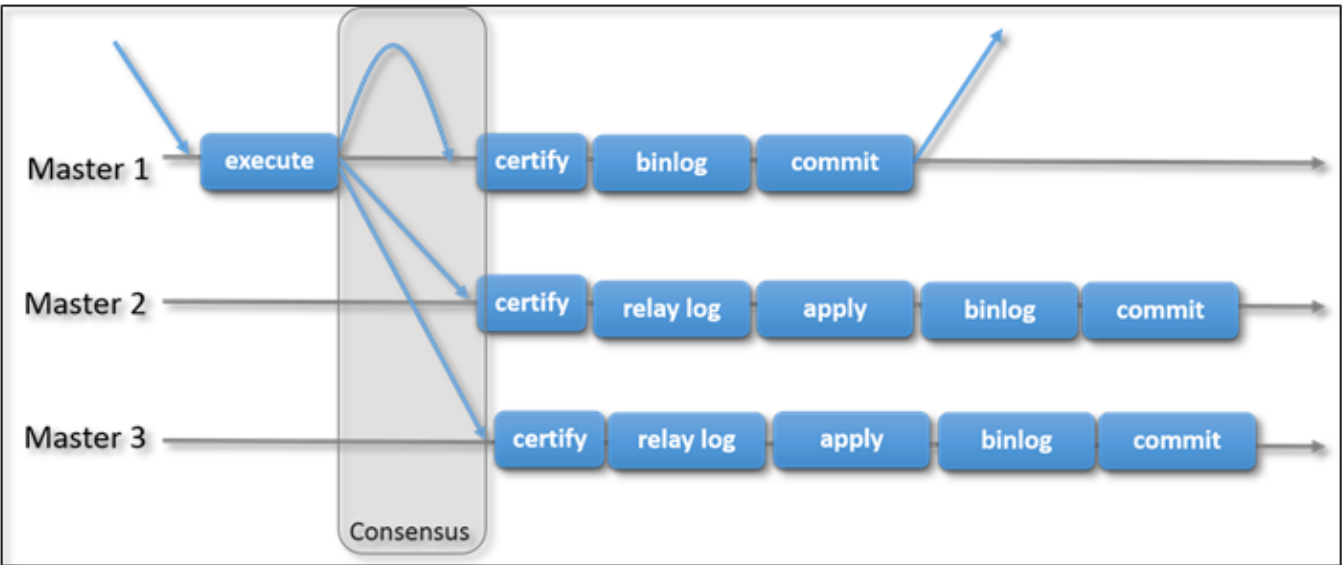 Master 1
execute
certify
binlog
commit
Master 2
certify
relay log
apply
binlog
commit
Master 3
certify
relay log
apply
binlog
commit
Consensus